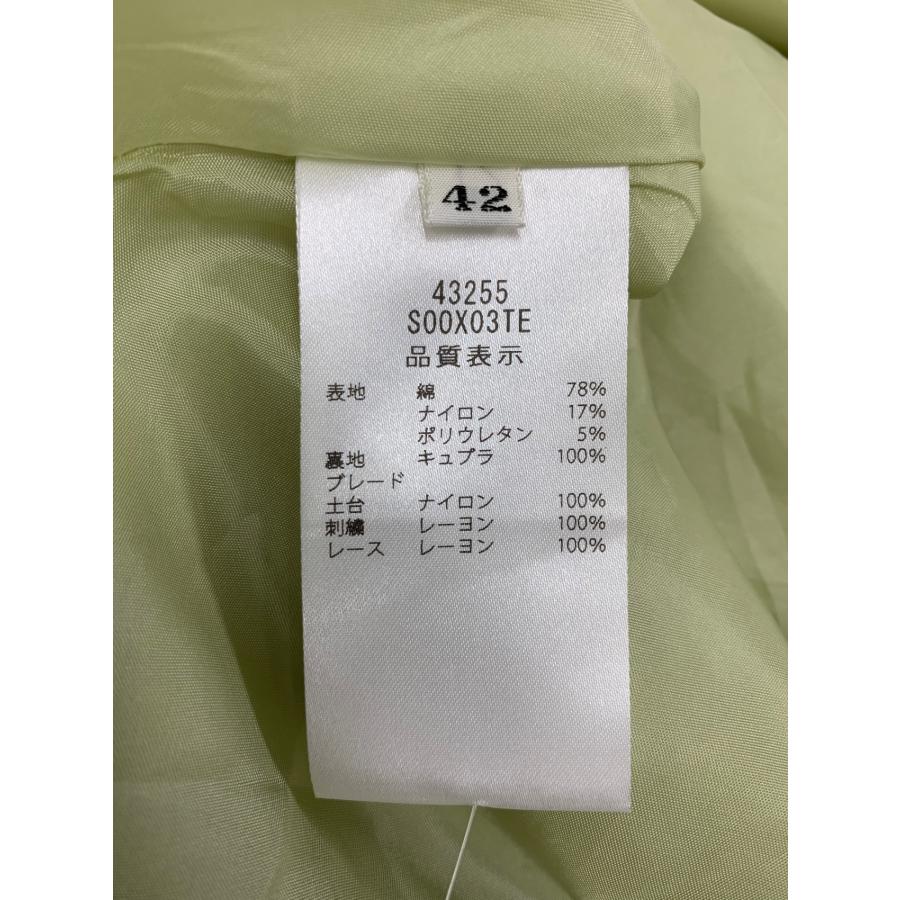 42
43255
S00X03TE
品質表示
表地 綿 78%
ナイロン 17%
ポリウレタン 5%
裏地 キュプラ 100%
ブレード
土台 ナイロン 100%
刺繍 レーヨン 100%
レース レーヨン 100%